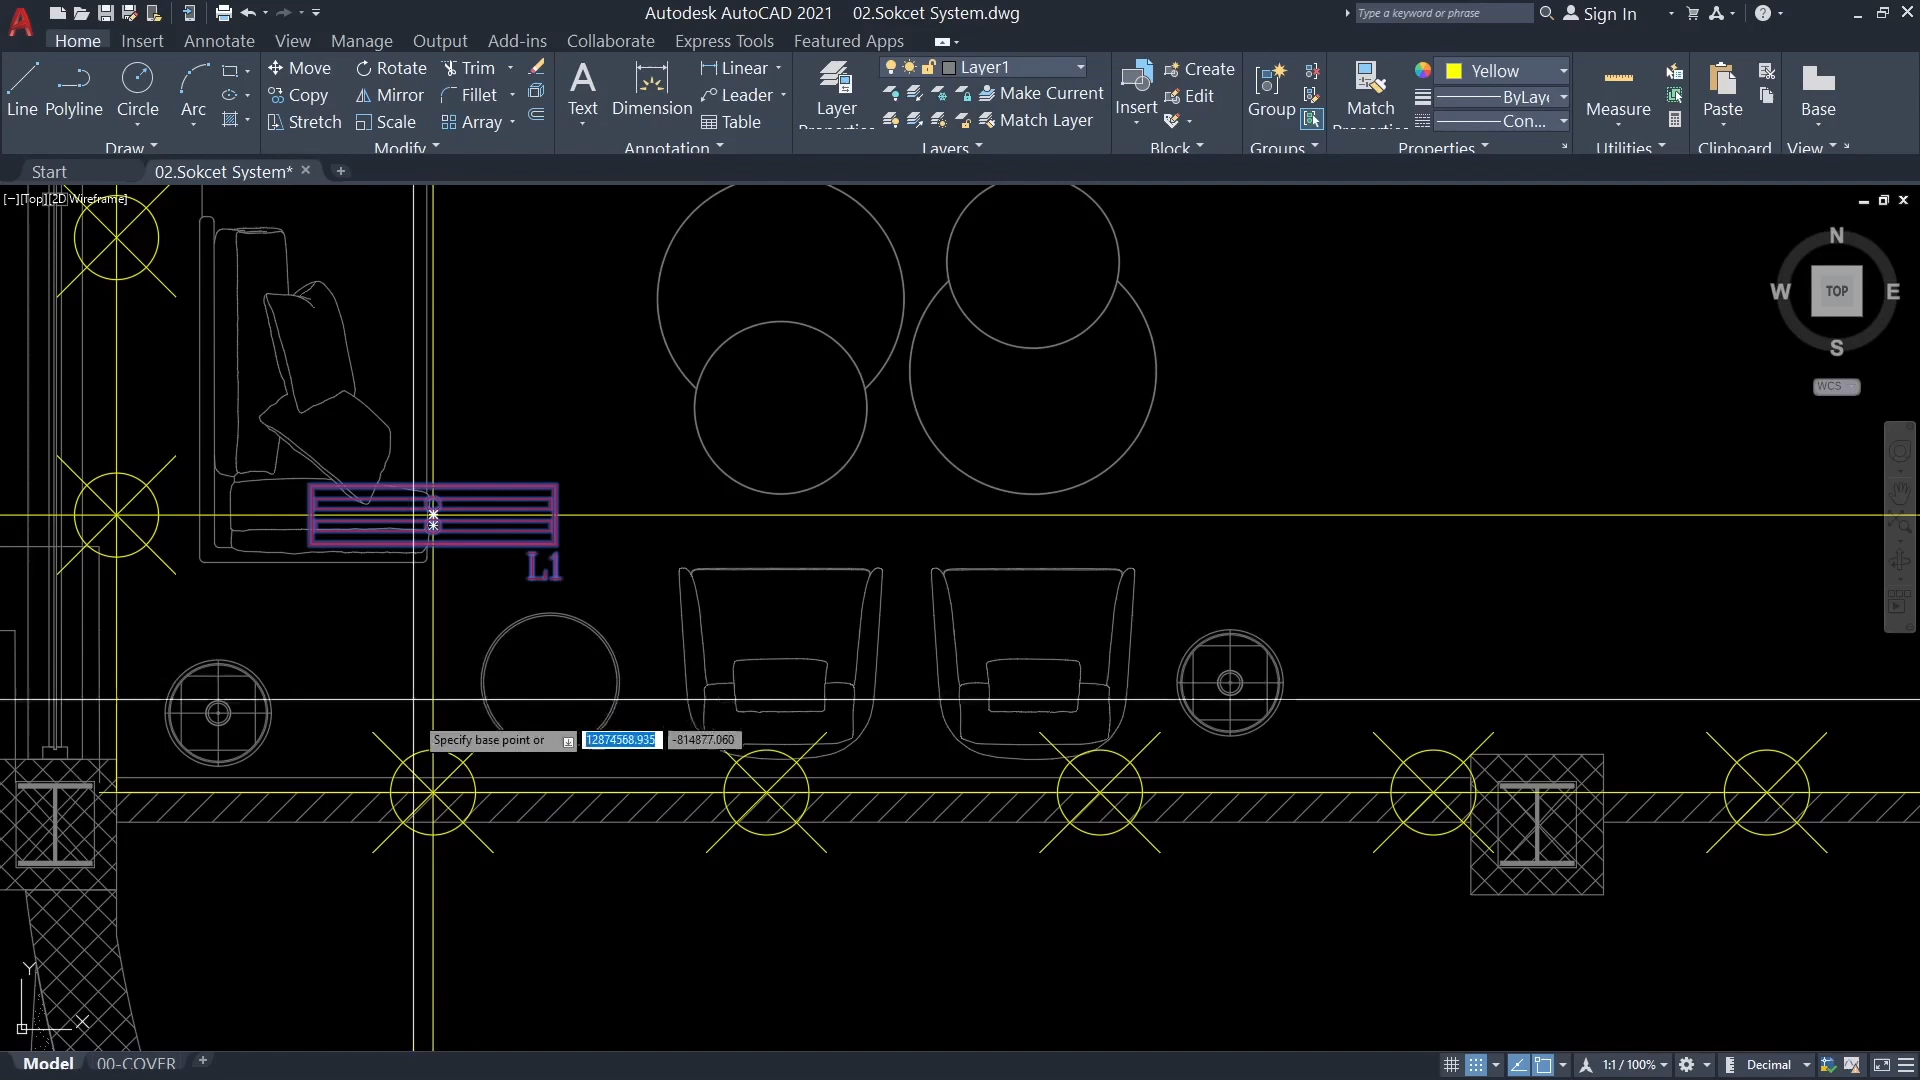 Autodesk AutoCAD 2021 02.Sokcet System.dwg
Type a keyword or phrase
Sign In
Home Insert Annotate View Manage Output Add-ins Collaborate Express Tools Featured Apps
Line
Polyline
Circle
Arc
Draw
Move
Rotate
Trim
Copy
Mirror
Fillet
Stretch
Scale
Array
Modify
Text
Dimension
Linear
Leader
Table
Annotation
Layer
Properties
Layer1
Make Current
Match Layer
Layers
Insert
Create
Edit
Block
Group
Groups
Match
Properties
Yellow
ByLaye
Con...
Properties
Measure
Utilities
Paste
Clipboard
Base
View
Start
02.Sokcet System*
[−][Top][2D Wireframe]
N
W
TOP
E
S
WCS
L1
Specify base point or
12874568.935
-814877.060
Y
X
Model
00-COVER
1:1 / 100%
Decimal